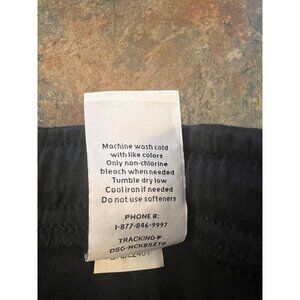 Machine wash cold
with like colors
Only non-chlorine
bleach when needed
Tumble dry low
Cool iron if needed
Do not use softeners
PHONE #:
1-877-846-9997
TRACKING #